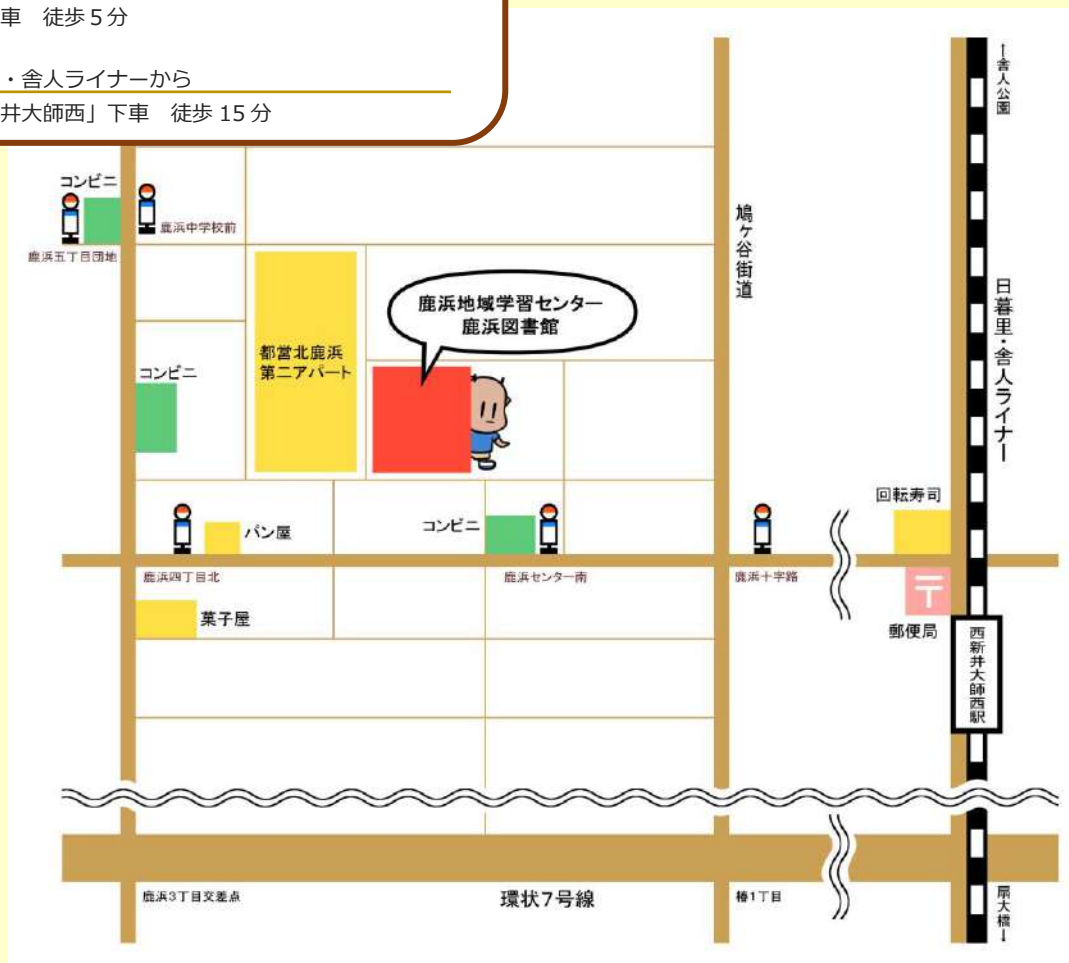 車 徒歩5分
・舎人ライナーから
井大師西」下車 徒歩 15 分
↑舎人公園
コンビニ
鹿浜中学校前
鹿浜五丁目団地
鳩ヶ谷街道
鹿浜地域学習センター
鹿浜図書館
日暮里・舎人ライナー
都営北鹿浜
第二アパート
コンビニ
回転寿司
パン屋
コンビニ
鹿浜四丁目北
鹿浜センター南
鹿浜十字路
菓子屋
〒
郵便局
西新井大師西駅
鹿浜3丁目交差点
環状7号線
椿1丁目
扇大橋→